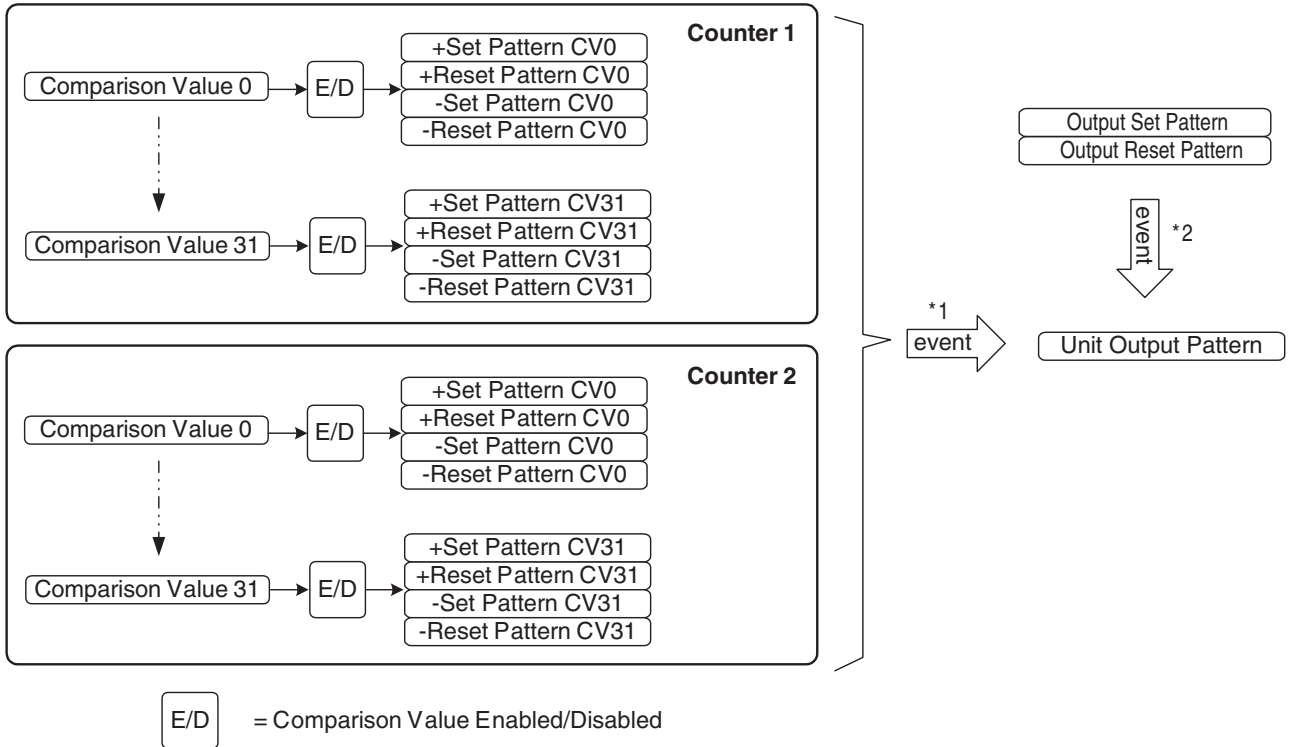 Counter 1
Comparison Value 0
E/D
+Set Pattern CV0
+Reset Pattern CV0
-Set Pattern CV0
-Reset Pattern CV0
Comparison Value 31
E/D
+Set Pattern CV31
+Reset Pattern CV31
-Set Pattern CV31
-Reset Pattern CV31
Counter 2
Comparison Value 0
E/D
+Set Pattern CV0
+Reset Pattern CV0
-Set Pattern CV0
-Reset Pattern CV0
Comparison Value 31
E/D
+Set Pattern CV31
+Reset Pattern CV31
-Set Pattern CV31
-Reset Pattern CV31
*1
event
Output Set Pattern
Output Reset Pattern
event
*2
Unit Output Pattern
E/D = Comparison Value Enabled/Disabled